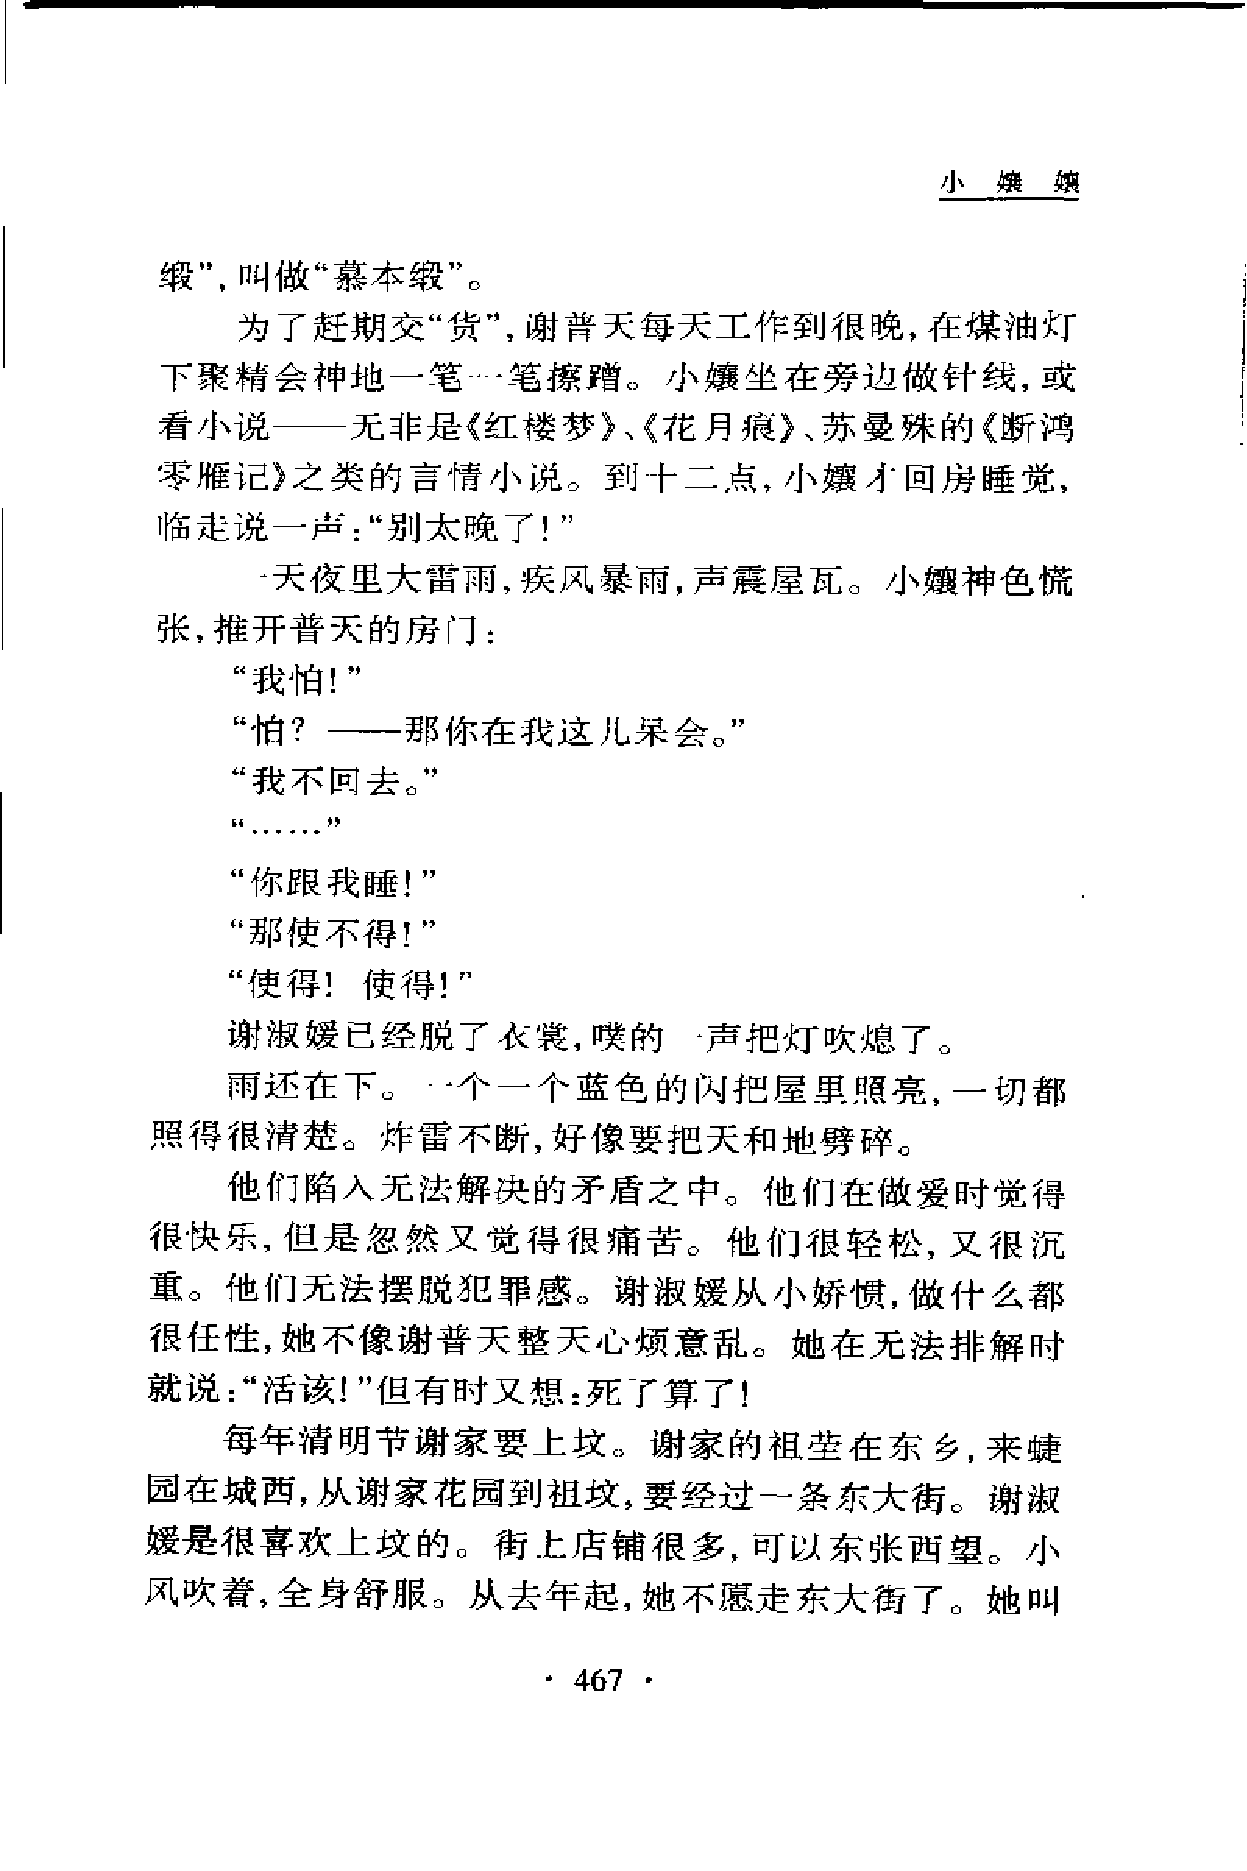 小孃孃
缎”,叫做“慕本缎”。
为了赶期交“货”,谢普天每天工作到很晚,在煤油灯
下聚精会神地一笔一笔擦蹭。小孃坐在旁边做针线,或
看小说——无非是《红楼梦》、《花月痕》、苏曼殊的《断鸿
零雁记》之类的言情小说。到十二点,小孃才回房睡觉,
临走说一声:“别太晚了!”
一天夜里大雷雨,疾风暴雨,声震屋瓦。小孃神色慌
张,推开普天的房门:
“我怕!”
“怕? ——那你在我这儿呆会。”
“我不回去。”
“……”
“你跟我睡!”
“那使不得!”
“使得! 使得!”
谢淑媛已经脱了衣裳,噗的一声把灯吹熄了。
雨还在下。一个一个蓝色的闪把屋里照亮,一切都
照得很清楚。炸雷不断,好像要把天和地劈碎。
他们陷入无法解决的矛盾之中。他们在做爱时觉得
很快乐,但是忽然又觉得很痛苦。他们很轻松,又很沉
重。他们无法摆脱犯罪感。谢淑媛从小娇惯,做什么都
很任性,她不像谢普天整天心烦意乱。她在无法排解时
就说:“活该!”但有时又想:死了算了!
每年清明节谢家要上坟。谢家的祖茔在东乡,来蜨
园在城西,从谢家花园到祖坟,要经过一条东大街。谢淑
媛是很喜欢上坟的。街上店铺很多,可以东张西望。小
风吹着,全身舒服。从去年起,她不愿走东大街了。她叫
· 467 ·